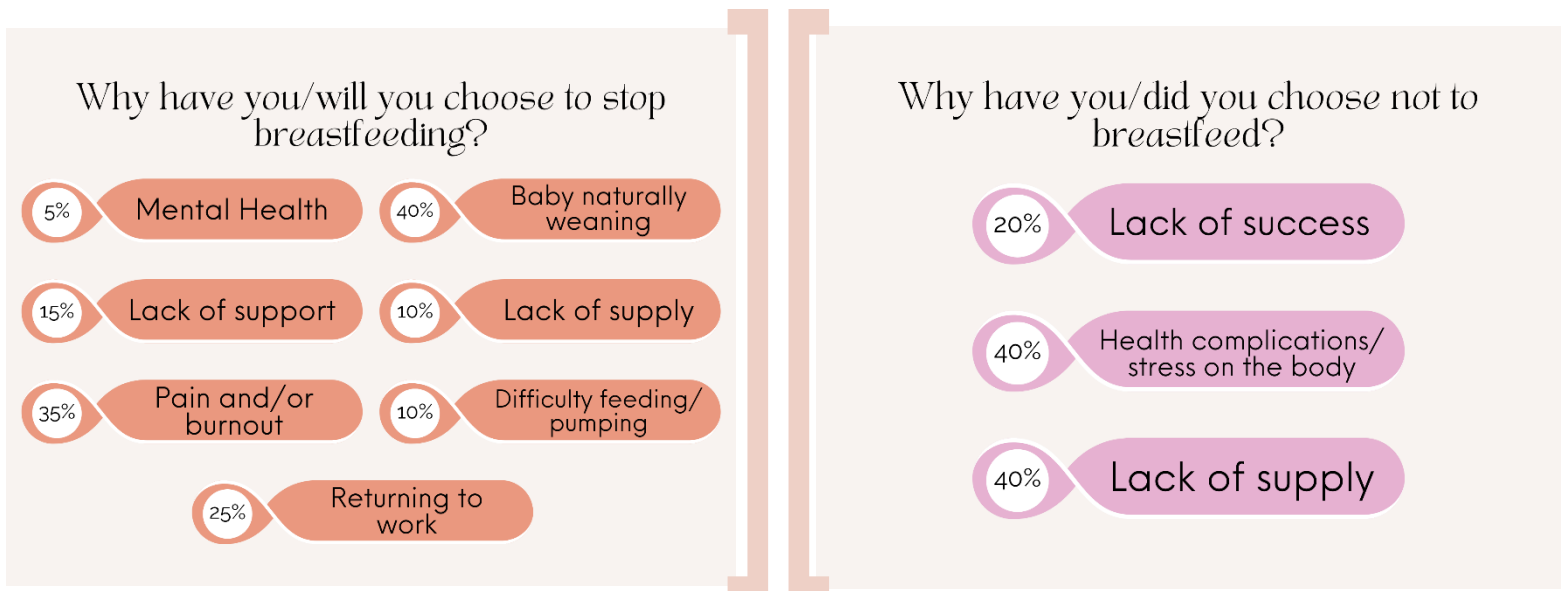 Why have you/will you choose to stop
breastfeeding?
5%
Mental Health
40%
Baby naturally
weaning
15%
Lack of support
10%
Lack of supply
35%
Pain and/or
burnout
10%
Difficulty feeding/
pumping
25%
Returning to
work
Why have you/did you choose not to
breastfeed?
20%
Lack of success
40%
Health complications/
stress on the body
40%
Lack of supply